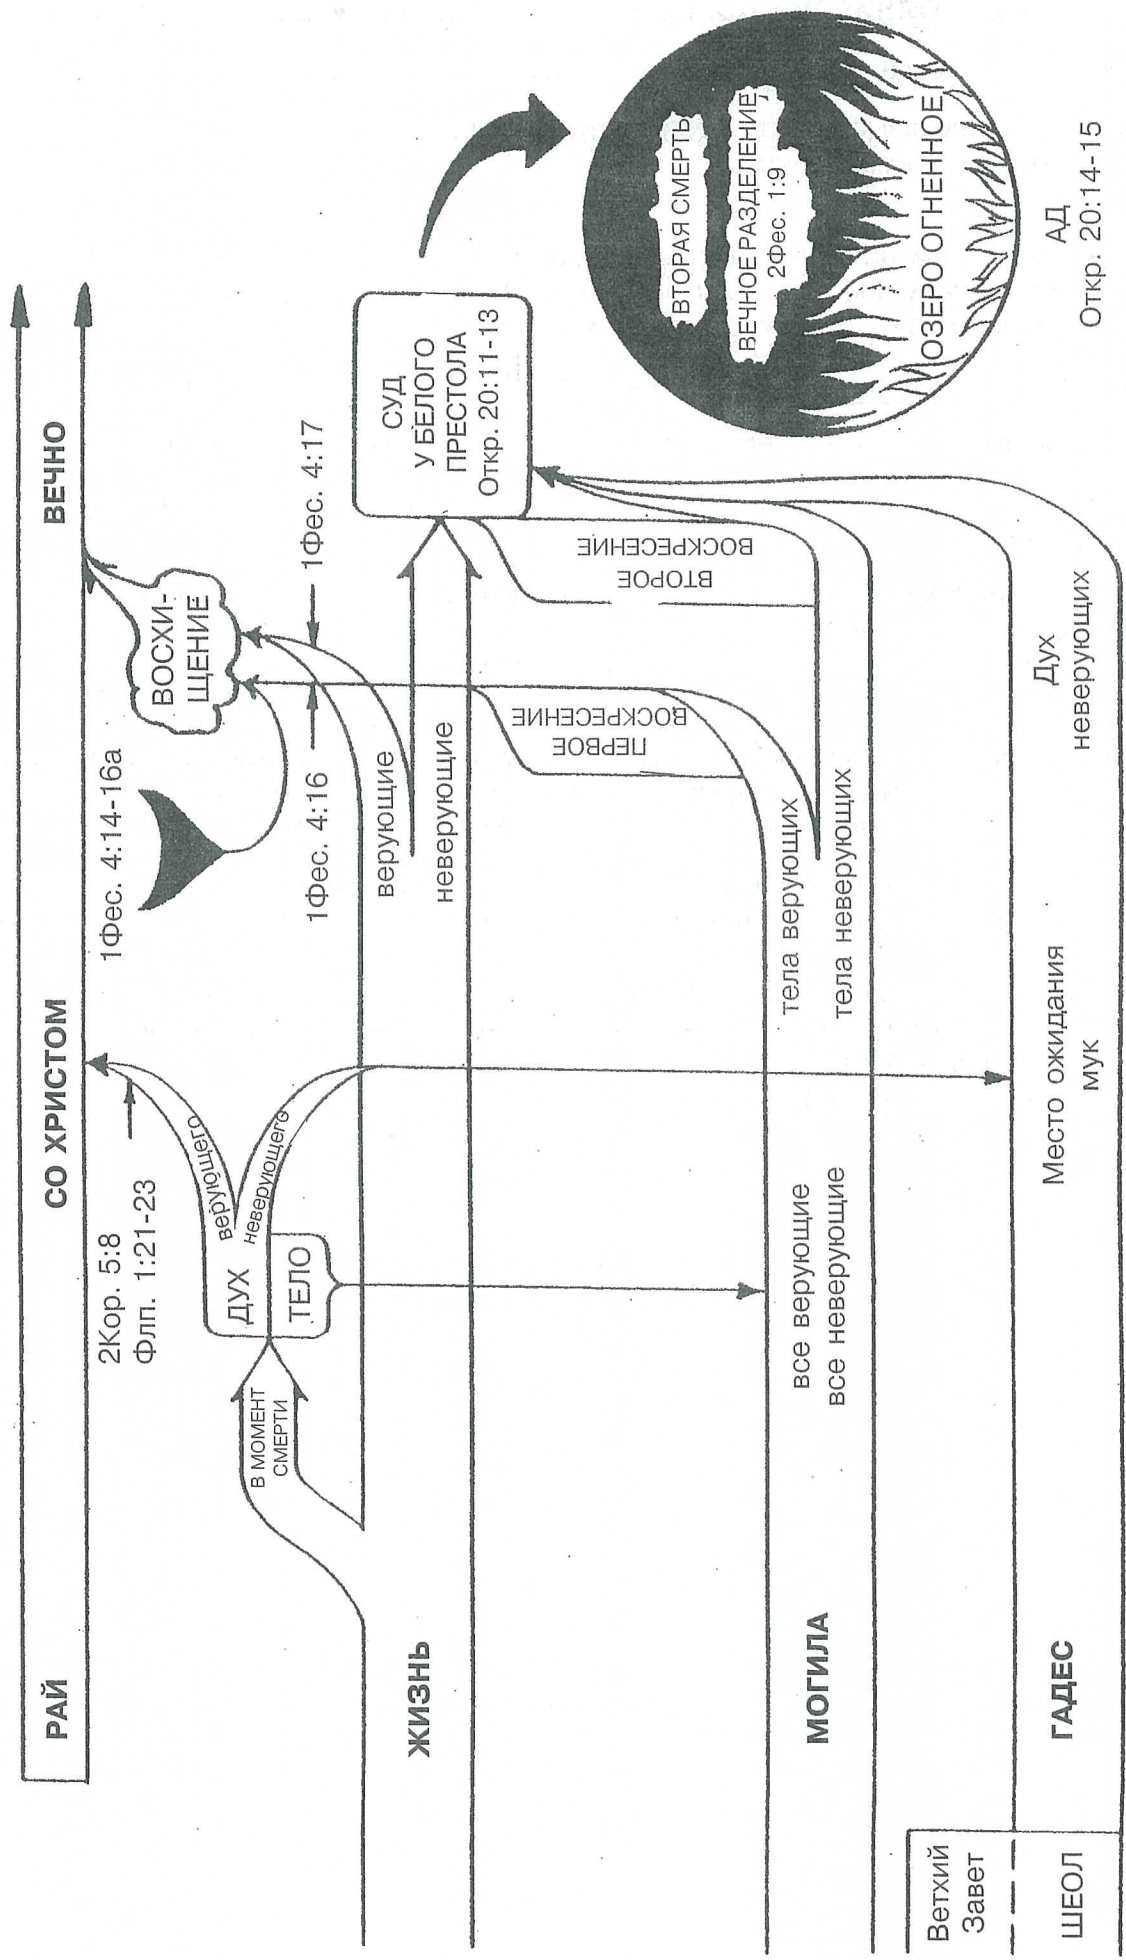 РАЙ
СО ХРИСТОМ
ВЕЧНО
2Кор. 5:8
Флп. 1:21-23
1Фес. 4:14-16а
ВОСХИ-
ЩЕНИЕ
В МОМЕНТ
СМЕРТИ
ДУХ
ТЕЛО
верующего
неверующего
1Фес. 4:16
1Фес. 4:17
ЖИЗНЬ
верующие
неверующие
СУД
У БЕЛОГО
ПРЕСТОЛА
Откр. 20:11-13
ПЕРВОЕ
ВОСКРЕСЕНИЕ
ВТОРОЕ
ВОСКРЕСЕНИЕ
МОГИЛА
все верующие
все неверующие
тела верующих
тела неверующих
ВТОРАЯ СМЕРТЬ
ВЕЧНОЕ РАЗДЕЛЕНИЕ
2Фес. 1:9
ОЗЕРО ОГНЕННОЕ
АД
Откр. 20:14-15
Ветхий
Завет
ШЕОЛ
ГАДЕС
Место ожидания
мук
Дух
неверующих